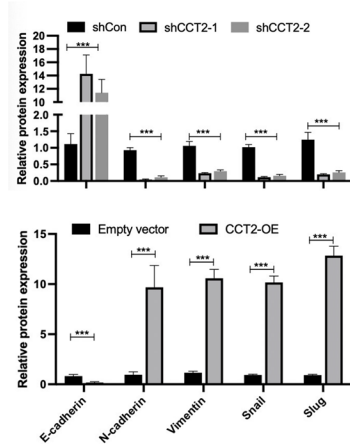 shCon shCCT2-1 shCCT2-2
Relative protein expression
20
18
16
14
12
10
2.0
1.5
1.0
0.5
0.0
*** *** *** *** ***
Empty vector CCT2-OE
Relative protein expression
15
10
5
0
*** *** *** *** ***
E-cadherin
N-cadherin
Vimentin
Snail
Slug